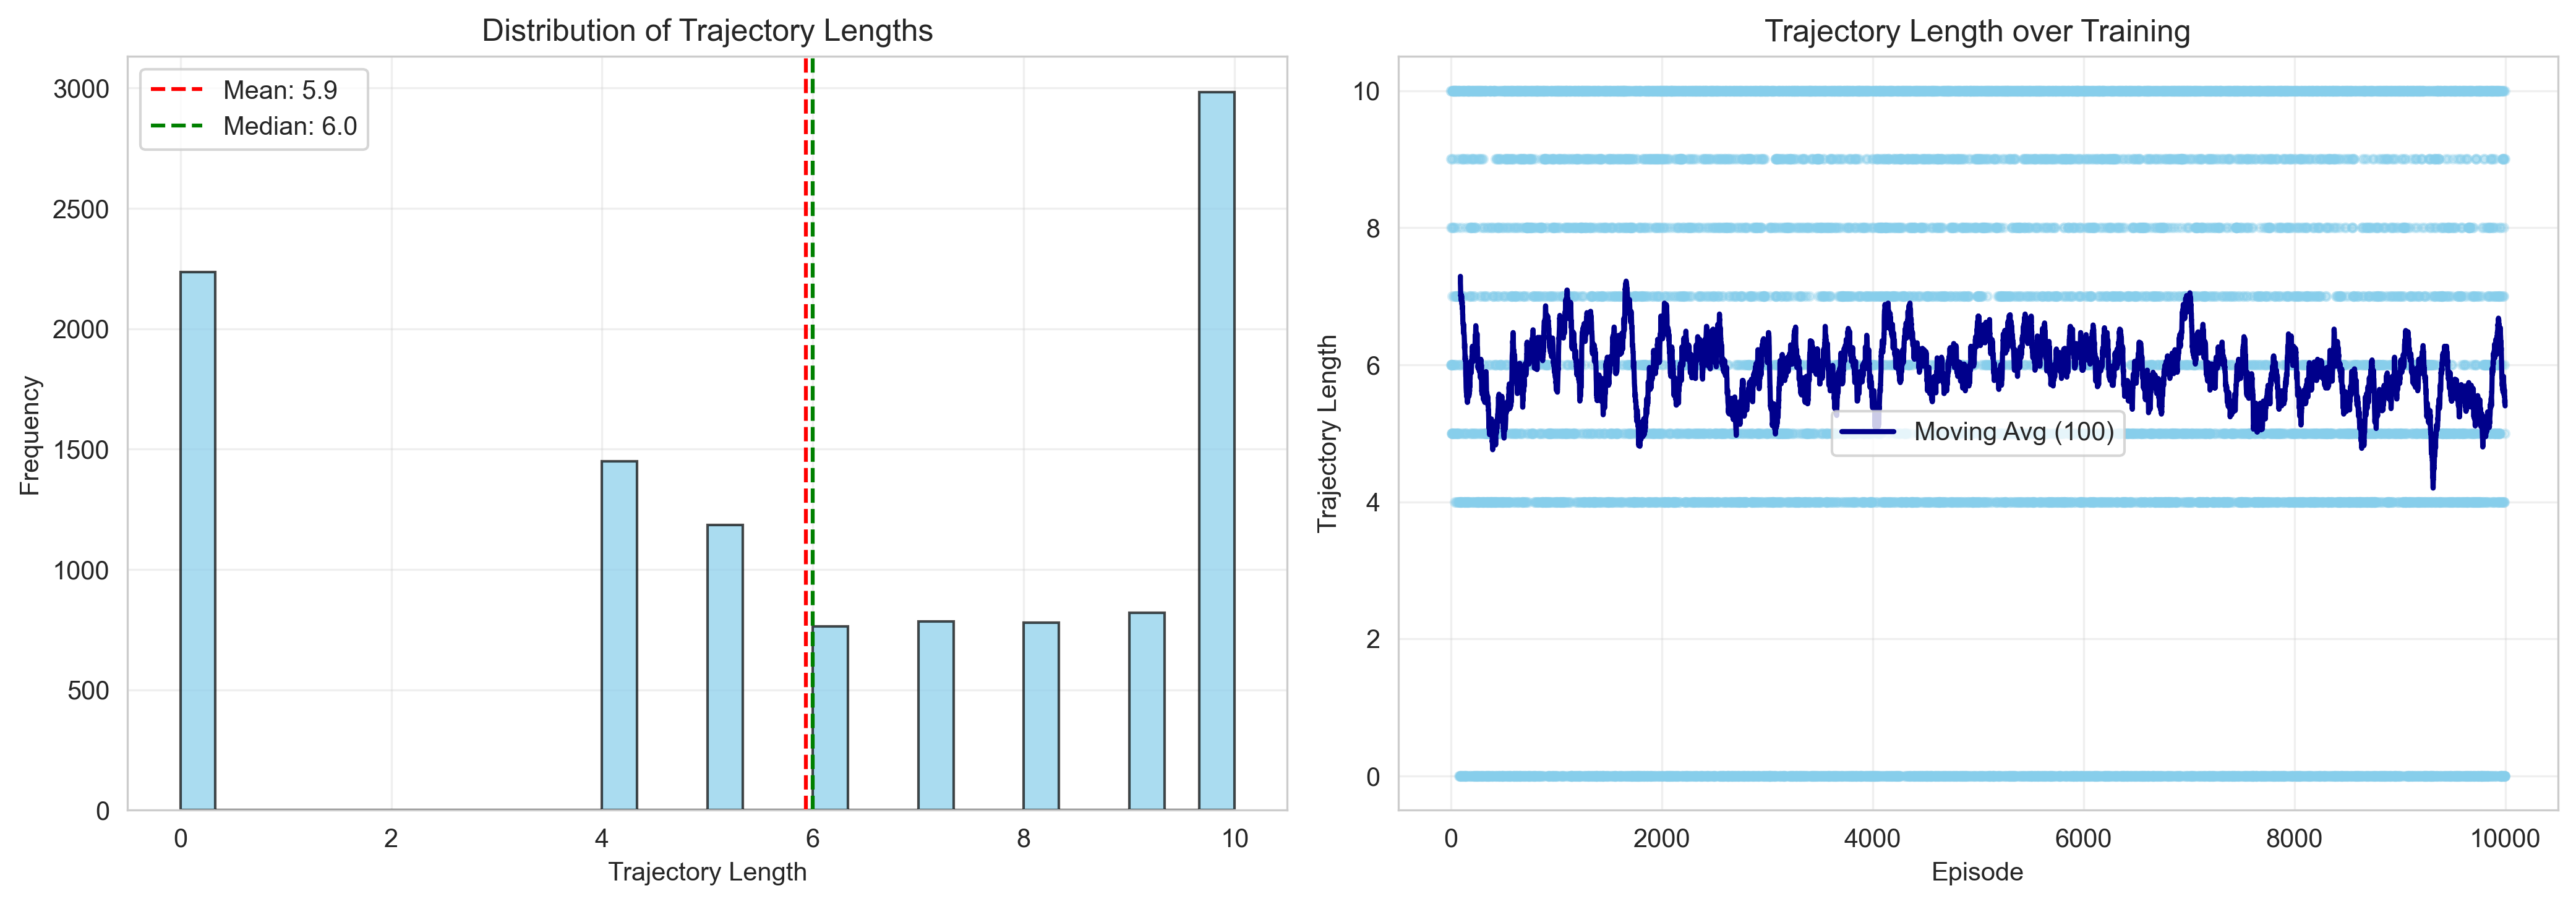 Distribution of Trajectory Lengths
Mean: 5.9
Median: 6.0
3000
2500
2000
1500
1000
500
0
Frequency
0 2 4 6 8 10
Trajectory Length
Trajectory Length over Training
10
8
6
4
2
0
Trajectory Length
Moving Avg (100)
0 2000 4000 6000 8000 10000
Episode